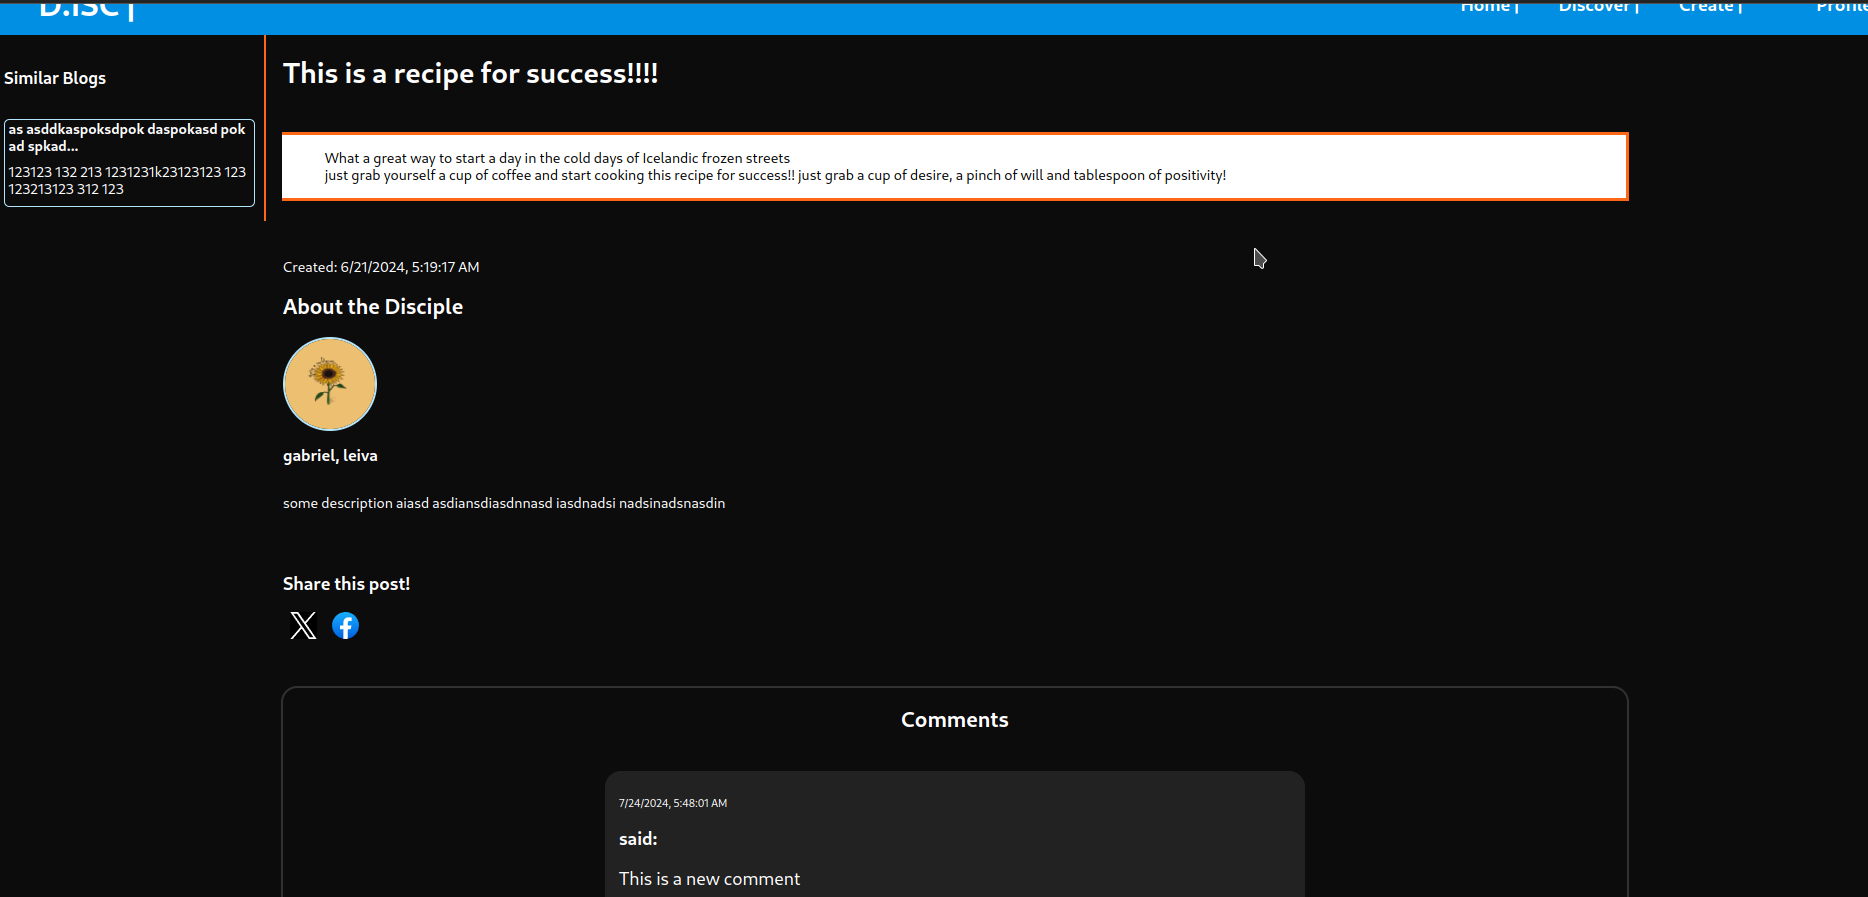 D.ISC |
Home |
Discover |
Create |
Profile
Similar Blogs
as asddkaspoksdpok daspokasd pok
ad spkad...
123123 132 213 1231231k23123123 123
123213123 312 123
This is a recipe for success!!!!
What a great way to start a day in the cold days of Icelandic frozen streets
just grab yourself a cup of coffee and start cooking this recipe for success!! just grab a cup of desire, a pinch of will and tablespoon of positivity!
Created: 6/21/2024, 5:19:17 AM
About the Disciple
gabriel, leiva
some description aiasd asdiansdiasdnnasd iasdnadsi nadsinadsnasdin
Share this post!
Comments
7/24/2024, 5:48:01 AM
said:
This is a new comment